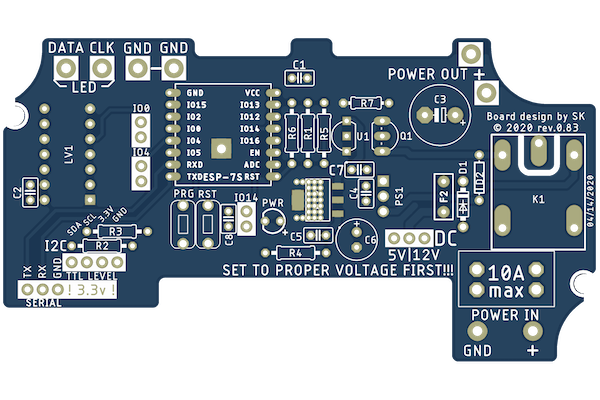 DATA CLK GND GND
LED
C1
POWER OUT +
IO0
GND VCC
IO15 IO13
IO2 IO12
IO0 IO14
IO4 IO16
IO5 EN
RXD ADC
TXD ESP-7S RST
R7
C3
+
Board design by SK
© 2020 rev.0.83
R6
R1
R5
U1
Q1
LV1
IO4
C7
D1
D2
C2
PRG RST
IO14
C4
PS1
F2
K1
04/14/2020
PWR
+
C8
C5
C6
+
SDA
SCL
3.3V
GND
R3
I2C
R2
R4
DC
5V|12V
TX
RX
GND
TTL LEVEL
! 3.3v !
SERIAL
SET TO PROPER VOLTAGE FIRST!!!
10A
max
POWER IN
GND +